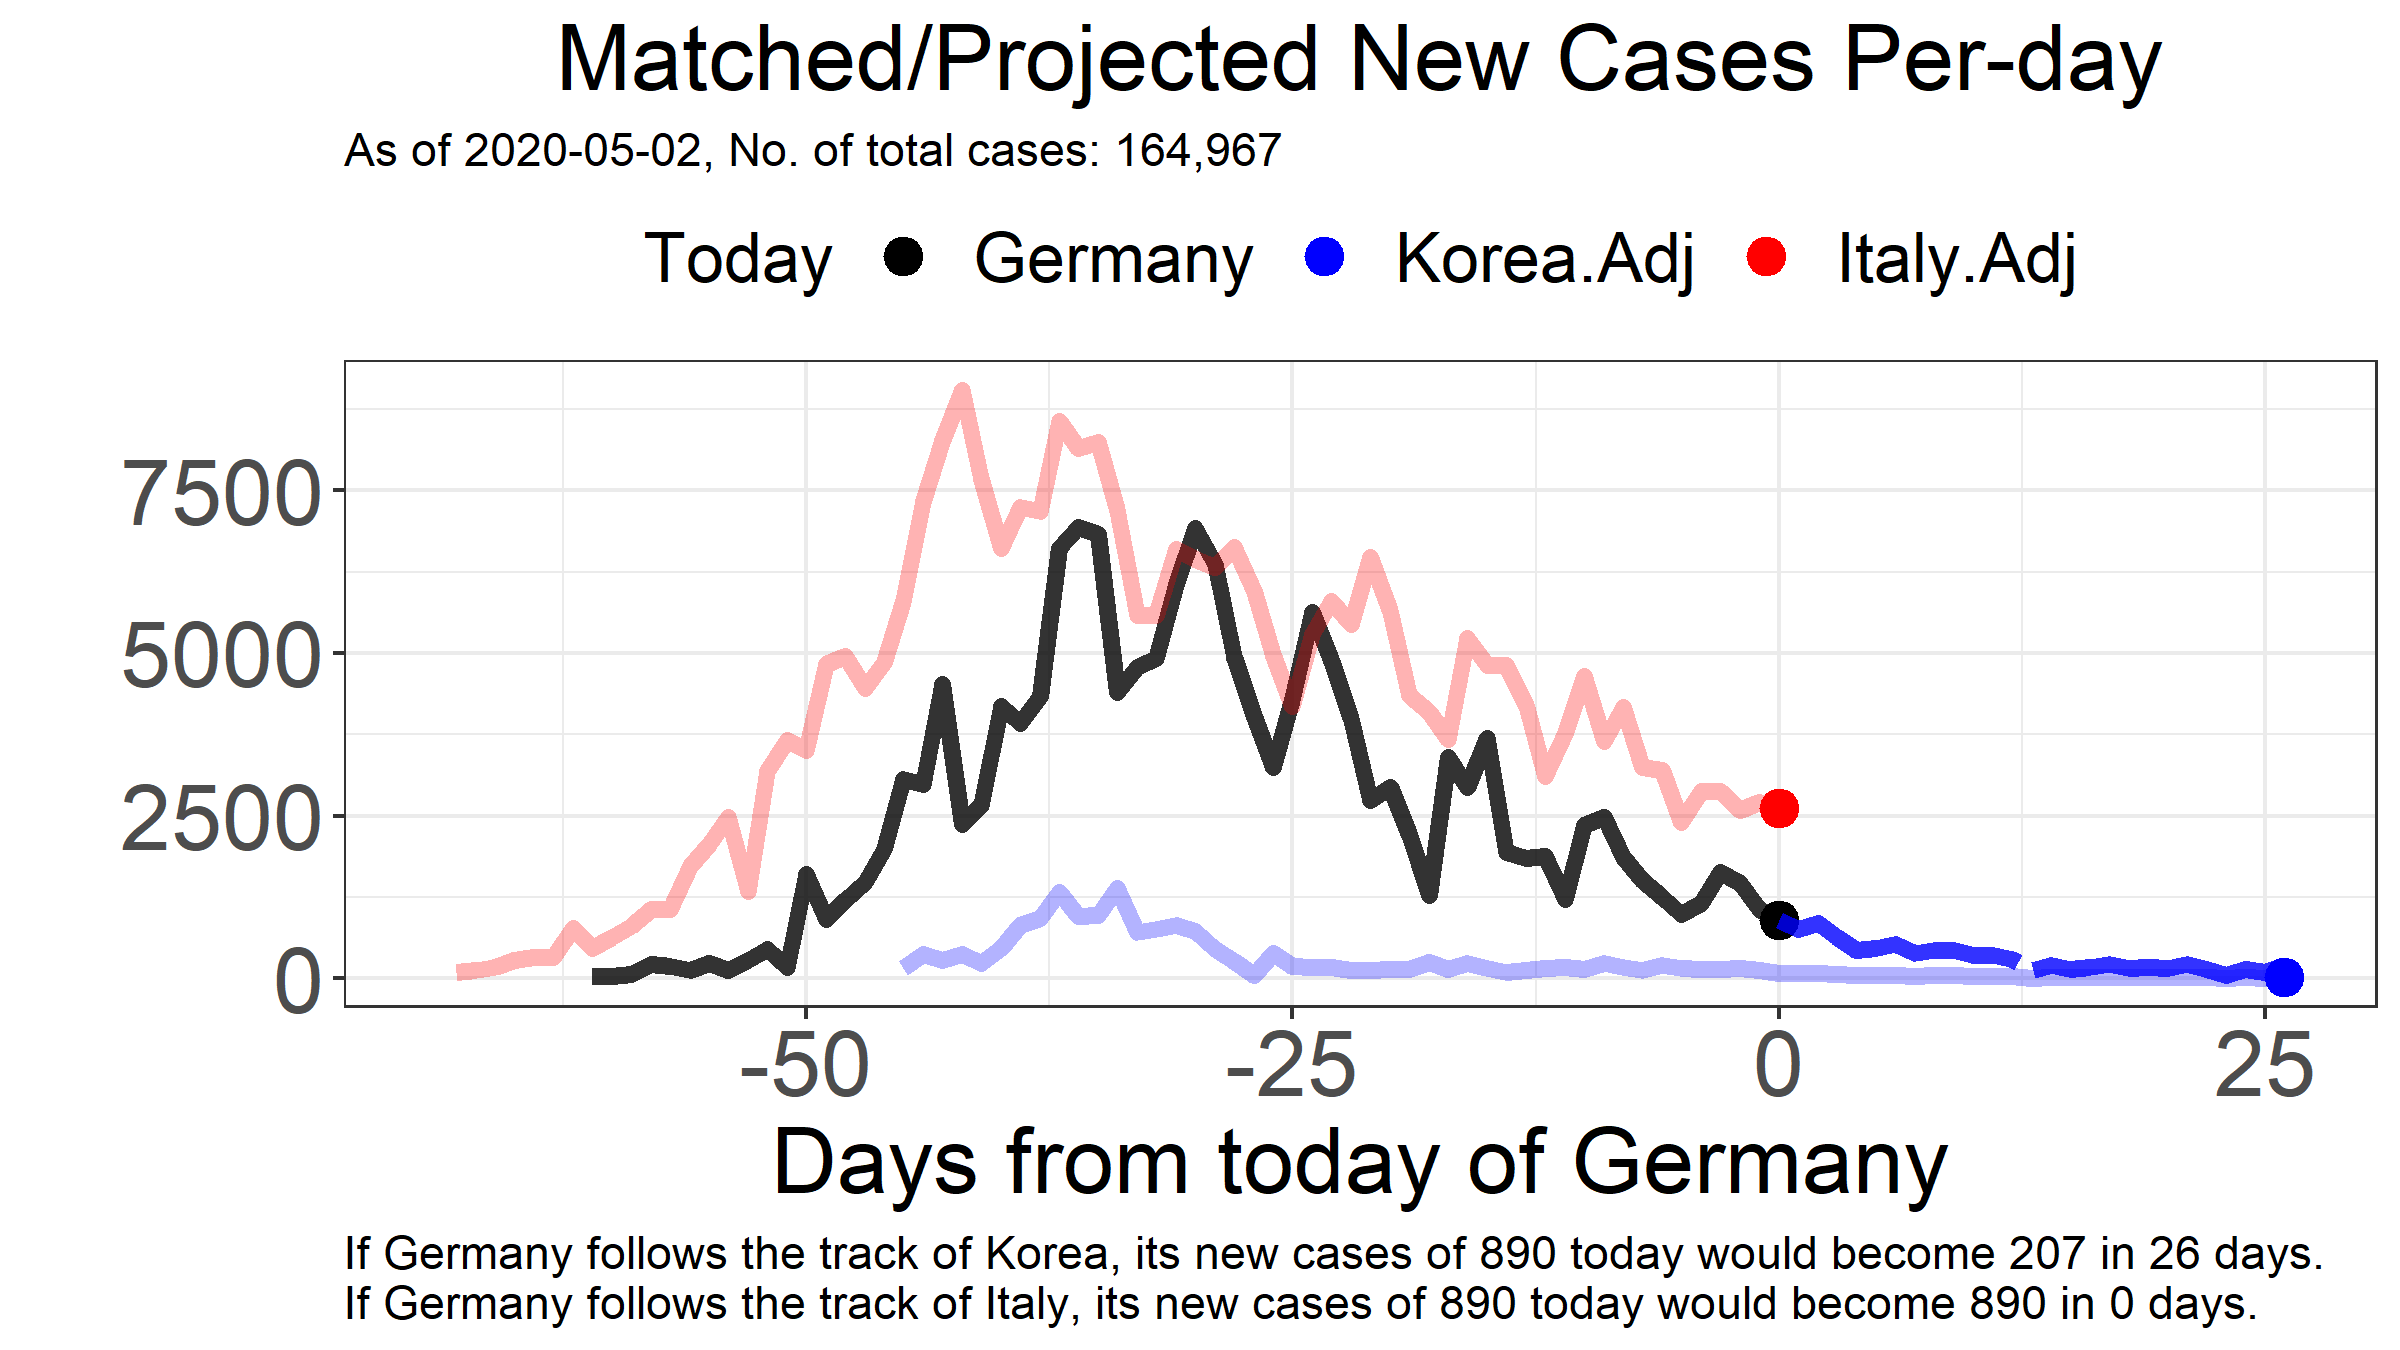 Matched/Projected New Cases Per-day
As of 2020-05-02, No. of total cases: 164,967
Today Germany Korea.Adj Italy.Adj
7500
5000
2500
0
-50 -25 0 25
Days from today of Germany
If Germany follows the track of Korea, its new cases of 890 today would become 207 in 26 days.
If Germany follows the track of Italy, its new cases of 890 today would become 890 in 0 days.